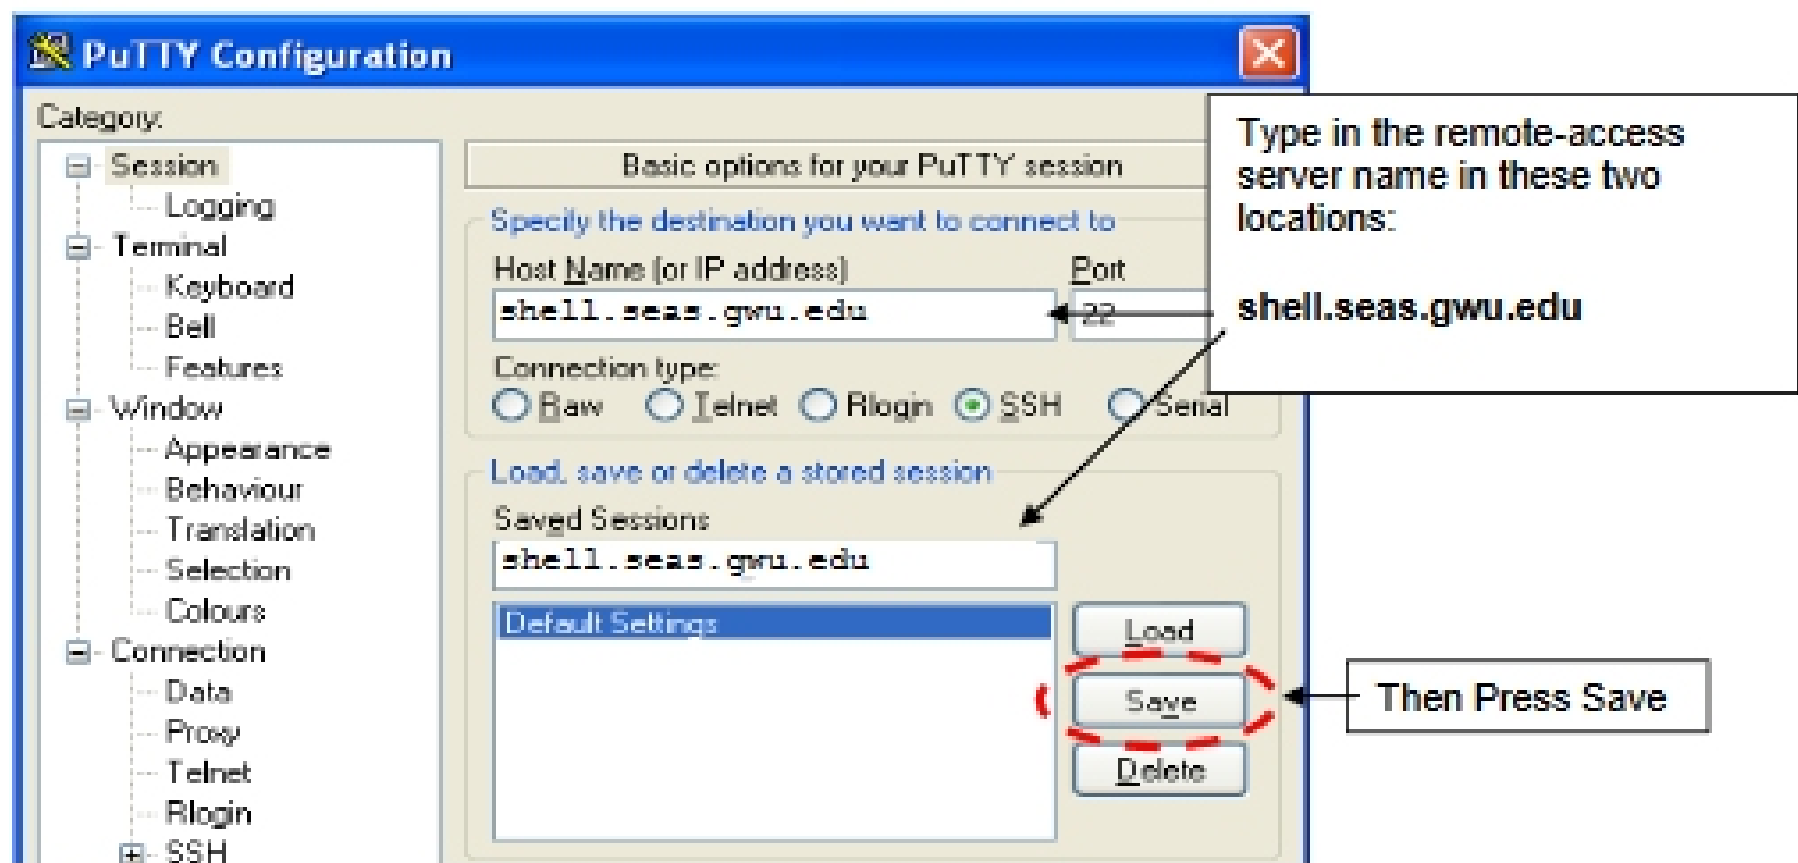 PuTTY Configuration
Category:
Session
Logging
Terminal
Keyboard
Bell
Features
Window
Appearance
Behaviour
Translation
Selection
Colours
Connection
Data
Proxy
Telnet
Rlogin
SSH
Basic options for your PuTTY session
Specify the destination you want to connect to
Host Name (or IP address) Port
shell.seas.gwu.edu 22
Connection type:
Raw Telnet Rlogin SSH Serial
Load, save or delete a stored session
Saved Sessions
shell.seas.gwu.edu
Default Settings
Load
Save
Delete
Type in the remote-access
server name in these two
locations:
shell.seas.gwu.edu
Then Press Save